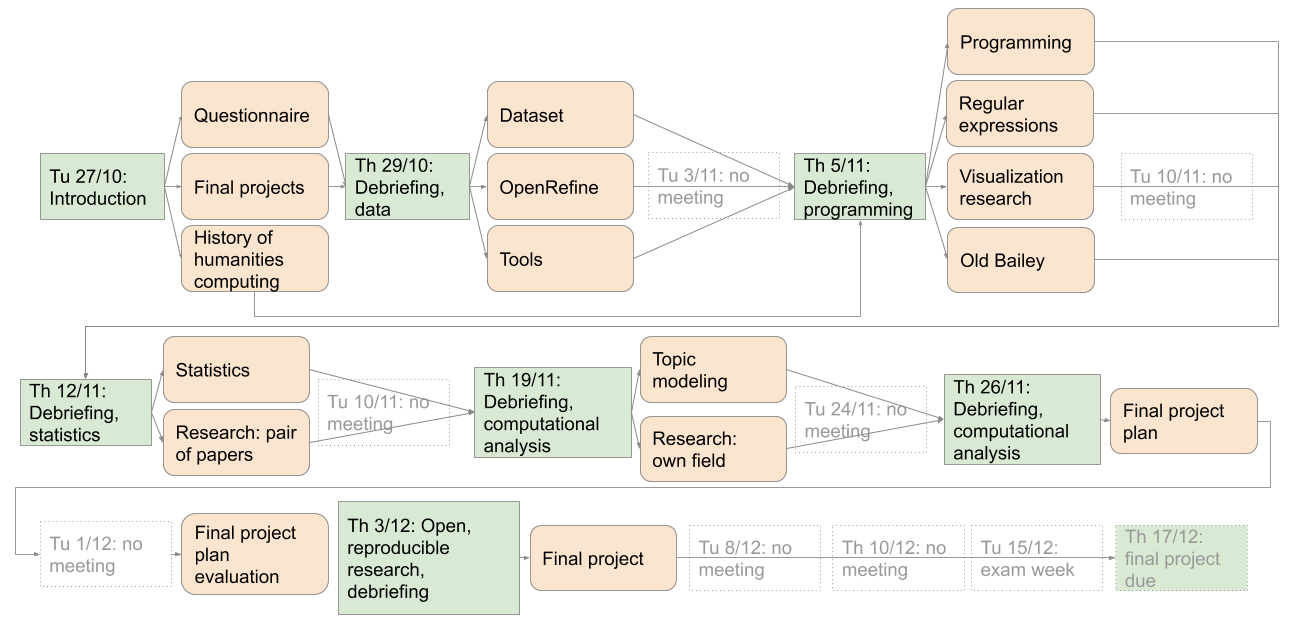 Tu 27/10:
Introduction
Questionnaire
Final projects
History of
humanities
computing
Th 29/10:
Debriefing,
data
Dataset
OpenRefine
Tools
Tu 3/11: no
meeting
Th 5/11:
Debriefing,
programming
Programming
Regular
expressions
Visualization
research
Old Bailey
Tu 10/11: no
meeting
Th 12/11:
Debriefing,
statistics
Statistics
Research: pair
of papers
Tu 10/11: no
meeting
Th 19/11:
Debriefing,
computational
analysis
Topic
modeling
Research:
own field
Tu 24/11: no
meeting
Th 26/11:
Debriefing,
computational
analysis
Final project
plan
Tu 1/12: no
meeting
Final project
plan
evaluation
Th 3/12: Open,
reproducible
research,
debriefing
Final project
Tu 8/12: no
meeting
Th 10/12: no
meeting
Tu 15/12:
exam week
Th 17/12:
final project
due